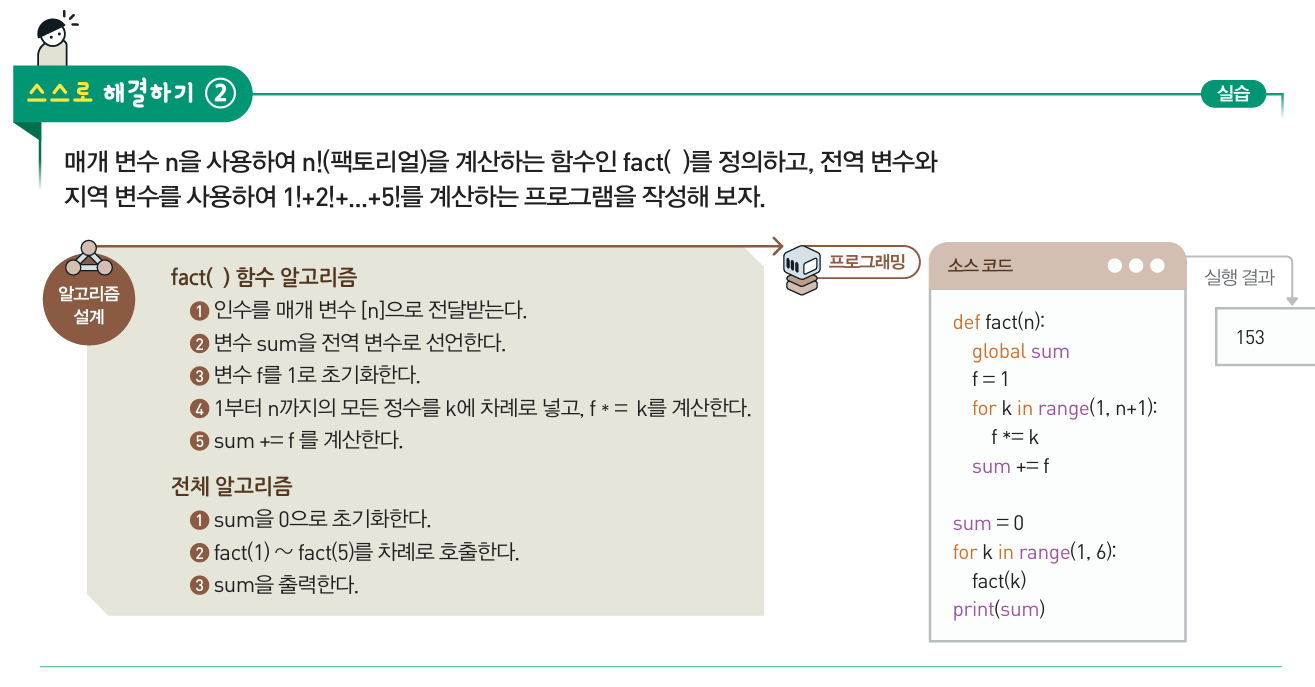 스스로 해결하기 ②
실습
매개 변수 n을 사용하여 n!(팩토리얼)을 계산하는 함수인 fact( )를 정의하고, 전역 변수와
지역 변수를 사용하여 1!+2!+...+5!를 계산하는 프로그램을 작성해 보자.
알고리즘
설계
fact( ) 함수 알고리즘
❶ 인수를 매개 변수 [n]으로 전달받는다.
❷ 변수 sum을 전역 변수로 선언한다.
❸ 변수 f를 1로 초기화한다.
❹ 1부터 n까지의 모든 정수를 k에 차례로 넣고, f * = k를 계산한다.
❺ sum += f 를 계산한다.
전체 알고리즘
❶ sum을 0으로 초기화한다.
❷ fact(1) ~ fact(5)를 차례로 호출한다.
❸ sum을 출력한다.
프로그래밍
소스 코드
def fact(n):
global sum
f = 1
for k in range(1, n+1):
f *= k
sum += f
sum = 0
for k in range(1, 6):
fact(k)
print(sum)
실행 결과
153